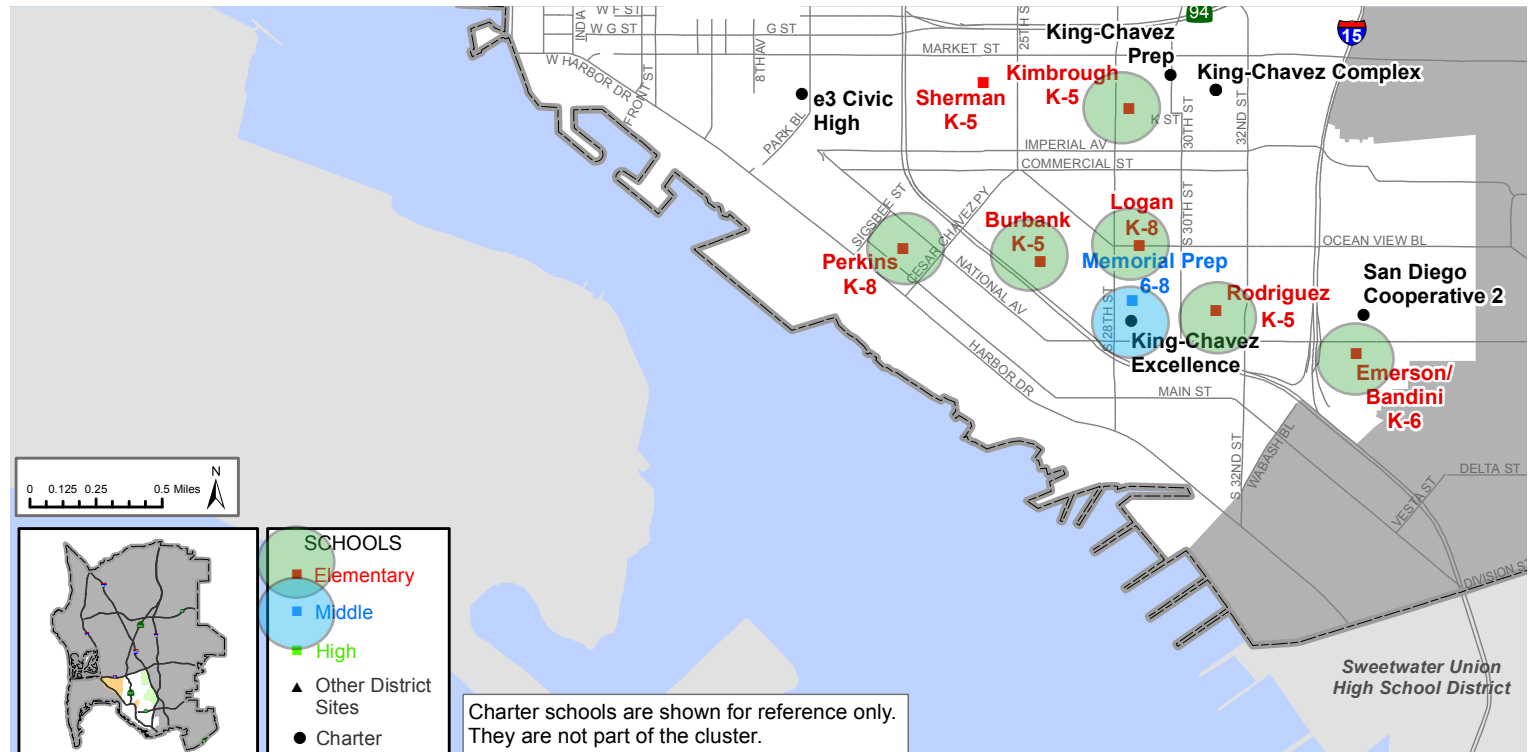 W F ST
W G ST
G ST
INDIA
FRONT ST
8TH AV
25TH S
MARKET ST
94
15
W HARBOR DR
PARK BL
King-Chavez
Prep
King-Chavez Complex
Kimbrough
K-5
Sherman
K-5
e3 Civic
High
K ST
30TH ST
32ND ST
IMPERIAL AV
COMMERCIAL ST
SIGSBEE ST
CESAR CHAVEZ PY
Perkins
K-8
Burbank
K-5
Logan
K-8
S 30TH ST
OCEAN VIEW BL
NATIONAL AV
Memorial Prep
6-8
S 28TH ST
King-Chavez
Excellence
Rodriguez
K-5
San Diego
Cooperative 2
Emerson/
Bandini
K-6
HARBOR DR
MAIN ST
S 32ND ST
WABASH BL
VESTA ST
DELTA ST
DIVISION ST
Sweetwater Union
High School District
N
0 0.125 0.25 0.5 Miles
SCHOOLS
Elementary
Middle
High
Other District
Sites
Charter
Charter schools are shown for reference only.
They are not part of the cluster.